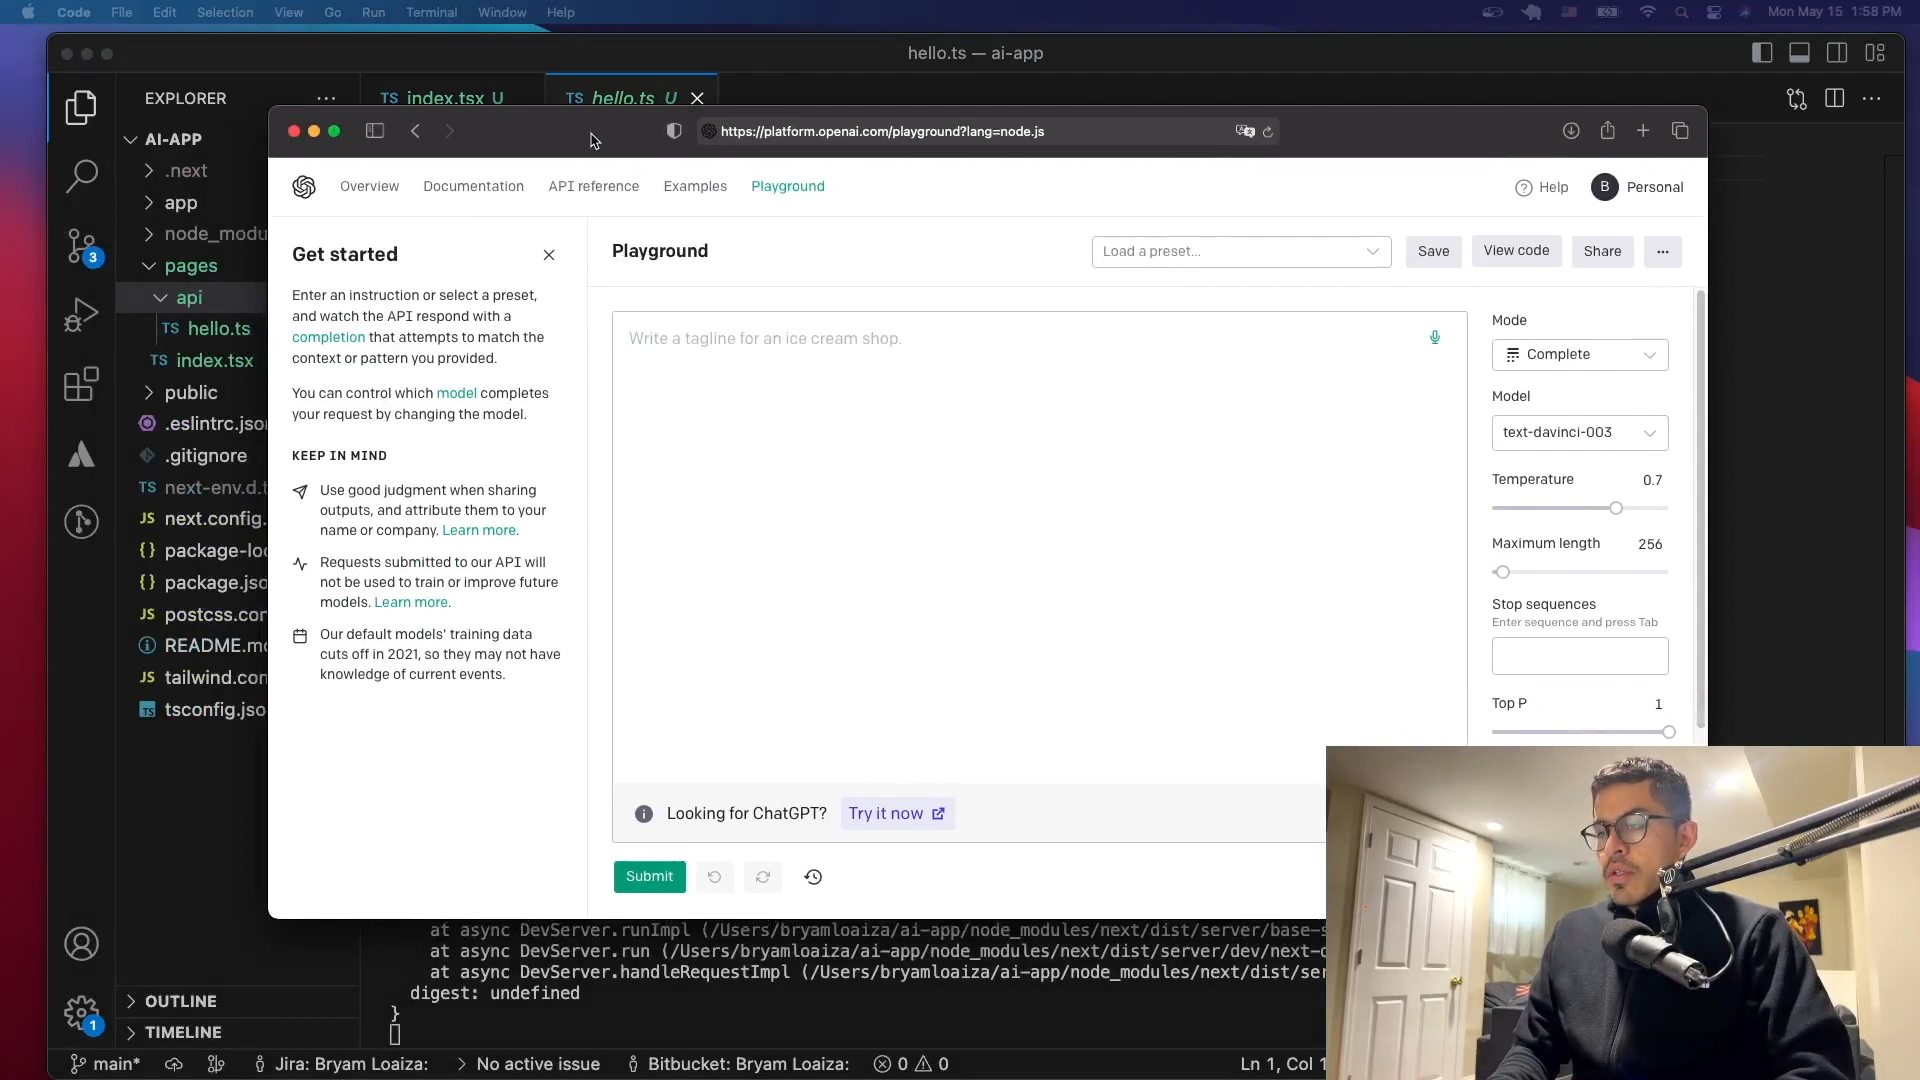 Code File Edit Selection View Go Run Terminal Window Help Mon May 15 1:58 PM
hello.ts — ai-app
EXPLORER
TS index.tsx U
TS hello.ts U
AI-APP
.next
app
node_modu
pages
api
TS hello.ts
TS index.tsx
public
.eslintrc.jso
.gitignore
TS next-env.d.t
JS next.config.
{} package-loc
{} package.jso
JS postcss.con
README.m
JS tailwind.con
TS tsconfig.jso
3
1
OUTLINE
TIMELINE
https://platform.openai.com/playground?lang=node.js
Overview Documentation API reference Examples Playground
Help B Personal
Get started
Enter an instruction or select a preset,
and watch the API respond with a
completion that attempts to match the
context or pattern you provided.
You can control which model completes
your request by changing the model.
KEEP IN MIND
Use good judgment when sharing
outputs, and attribute them to your
name or company. Learn more.
Requests submitted to our API will
not be used to train or improve future
models. Learn more.
Our default models' training data
cuts off in 2021, so they may not have
knowledge of current events.
Playground
Load a preset...
Save View code Share ...
Write a tagline for an ice cream shop.
Looking for ChatGPT? Try it now
Submit
Mode
Complete
Model
text-davinci-003
Temperature 0.7
Maximum length 256
Stop sequences
Enter sequence and press Tab
Top P 1
at async DevServer.runImpl (/Users/bryamloaiza/ai-app/node_modules/next/dist/server/base-s
at async DevServer.run (/Users/bryamloaiza/ai-app/node_modules/next/dist/server/dev/next-d
at async DevServer.handleRequestImpl (/Users/bryamloaiza/ai-app/node_modules/next/dist/ser
digest: undefined
}
main* Jira: Bryam Loaiza: No active issue Bitbucket: Bryam Loaiza: 0 0 Ln 1, Col 1